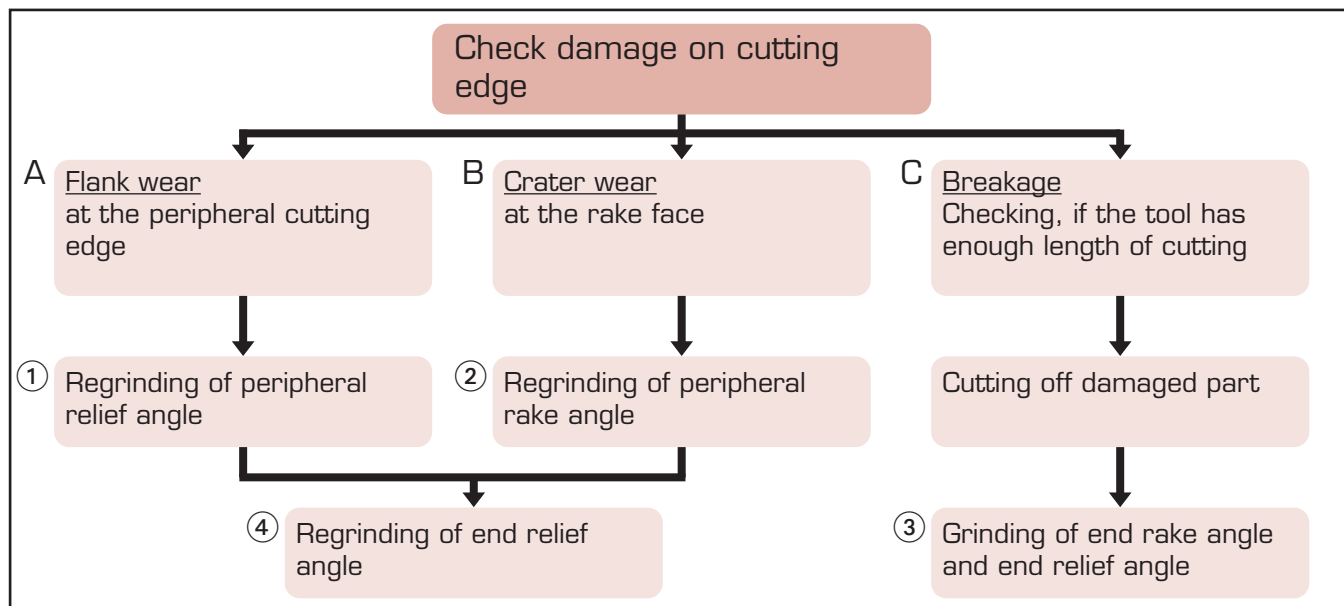 Check damage on cutting
edge
A
Flank wear
at the peripheral cutting
edge
B
Crater wear
at the rake face
C
Breakage
Checking, if the tool has
enough length of cutting
①
Regrinding of peripheral
relief angle
②
Regrinding of peripheral
rake angle
Cutting off damaged part
④
Regrinding of end relief
angle
③
Grinding of end rake angle
and end relief angle